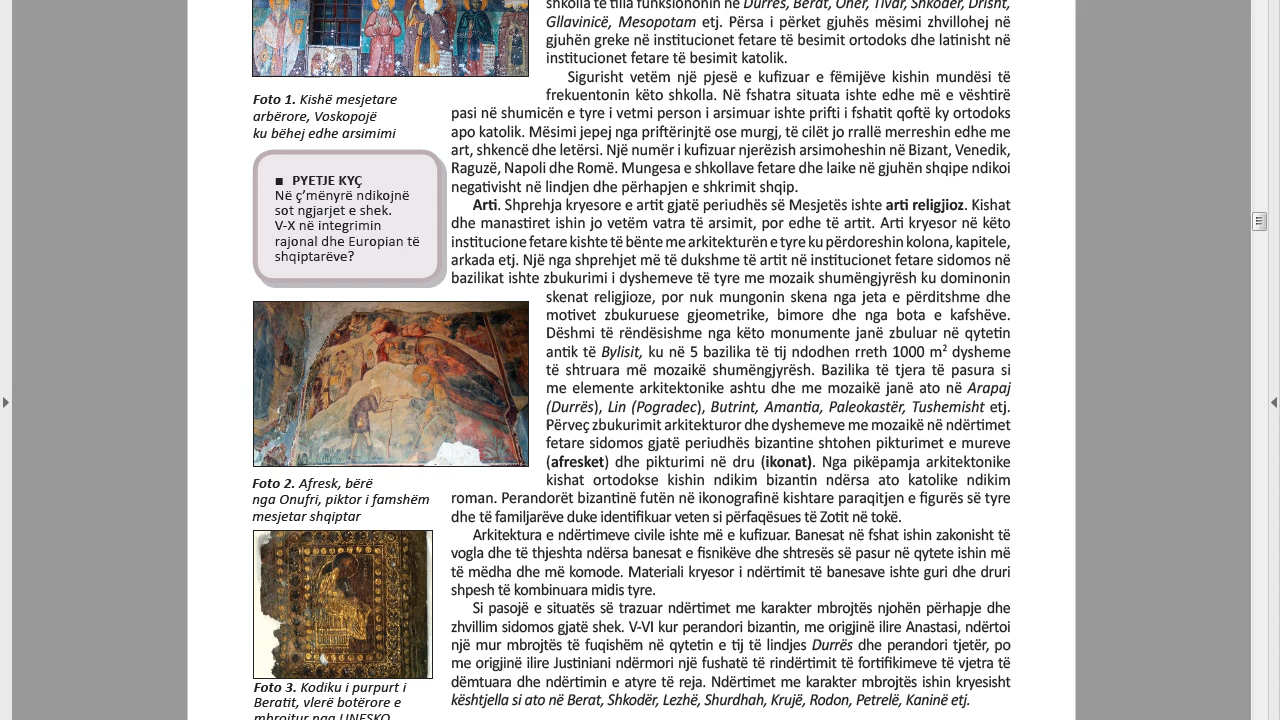 shkolla të tilla funksiononin në Durrës, Berat, Ohër, Tivar, Shkodër, Drisht,
Gllavinicë, Mesopotam etj. Përsa i përket gjuhës mësimi zhvillohej në
gjuhën greke në institucionet fetare të besimit ortodoks dhe latinisht në
institucionet fetare të besimit katolik.
Sigurisht vetëm një pjesë e kufizuar e fëmijëve kishin mundësi të
frekuentonin këto shkolla. Në fshatra situata ishte edhe më e vështirë
pasi në shumicën e tyre i vetmi person i arsimuar ishte prifti i fshatit qoftë ky ortodoks
apo katolik. Mësimi jepej nga priftërinjtë ose murgj, të cilët jo rrallë merreshin edhe me
art, shkencë dhe letërsi. Një numër i kufizuar njerëzish arsimoheshin në Bizant, Venedik,
Raguzë, Napoli dhe Romë. Mungesa e shkollave fetare dhe laike në gjuhën shqipe ndikoi
negativisht në lindjen dhe përhapjen e shkrimit shqip.
Arti. Shprehja kryesore e artit gjatë periudhës së Mesjetës ishte arti religjioz. Kishat
dhe manastiret ishin jo vetëm vatra të arsimit, por edhe të artit. Arti kryesor në këto
institucione fetare kishte të bënte me arkitekturën e tyre ku përdoreshin kolona, kapitele,
arkada etj. Një nga shprehjet më të dukshme të artit në institucionet fetare sidomos në
bazilikat ishte zbukurimi i dyshemeve të tyre me mozaik shumëngjyrësh ku dominonin
skenat religjioze, por nuk mungonin skena nga jeta e përditshme dhe
motivet zbukuruese gjeometrike, bimore dhe nga bota e kafshëve.
Dëshmi të rëndësishme nga këto monumente janë zbuluar në qytetin
antik të Bylisit, ku në 5 bazilika të tij ndodhen rreth 1000 m² dysheme
të shtruara më mozaikë shumëngjyrësh. Bazilika të tjera të pasura si
me elemente arkitektonike ashtu dhe me mozaikë janë ato në Arapaj
(Durrës), Lin (Pogradec), Butrint, Amantia, Paleokastër, Tushemisht etj.
Përveç zbukurimit arkitekturor dhe dyshemeve me mozaikë në ndërtimet
fetare sidomos gjatë periudhës bizantine shtohen pikturimet e mureve
(afresket) dhe pikturimi në dru (ikonat). Nga pikëpamja arkitektonike
kishat ortodokse kishin ndikim bizantin ndërsa ato katolike ndikim
roman. Perandorët bizantinë futën në ikonografinë kishtare paraqitjen e figurës së tyre
dhe të familjarëve duke identifikuar veten si përfaqësues të Zotit në tokë.
Arkitektura e ndërtimeve civile ishte më e kufizuar. Banesat në fshat ishin zakonisht të
vogla dhe të thjeshta ndërsa banesat e fisnikëve dhe shtresës së pasur në qytete ishin më
të mëdha dhe më komode. Materiali kryesor i ndërtimit të banesave ishte guri dhe druri
shpesh të kombinuara midis tyre.
Si pasojë e situatës së trazuar ndërtimet me karakter mbrojtës njohën përhapje dhe
zhvillim sidomos gjatë shek. V-VI kur perandori bizantin, me origjinë ilire Anastasi, ndërtoi
një mur mbrojtës të fuqishëm në qytetin e tij të lindjes Durrës dhe perandori tjetër, po
me origjinë ilire Justiniani ndërmori një fushatë të rindërtimit të fortifikimeve të vjetra të
dëmtuara dhe ndërtimin e atyre të reja. Ndërtimet me karakter mbrojtës ishin kryesisht
kështjella si ato në Berat, Shkodër, Lezhë, Shurdhah, Krujë, Rodon, Petrelë, Kaninë etj.
Foto 1. Kishë mesjetare
arbërore, Voskopojë
ku bëhej edhe arsimimi
■ PYETJE KYÇ
Në ç’mënyrë ndikojnë
sot ngjarjet e shek.
V-X në integrimin
rajonal dhe Europian të
shqiptarëve?
Foto 2. Afresk, bërë
nga Onufri, piktor i famshëm
mesjetar shqiptar
Foto 3. Kodiku i purpurt i
Beratit, vlerë botërore e
mbrojtur nga UNESKO